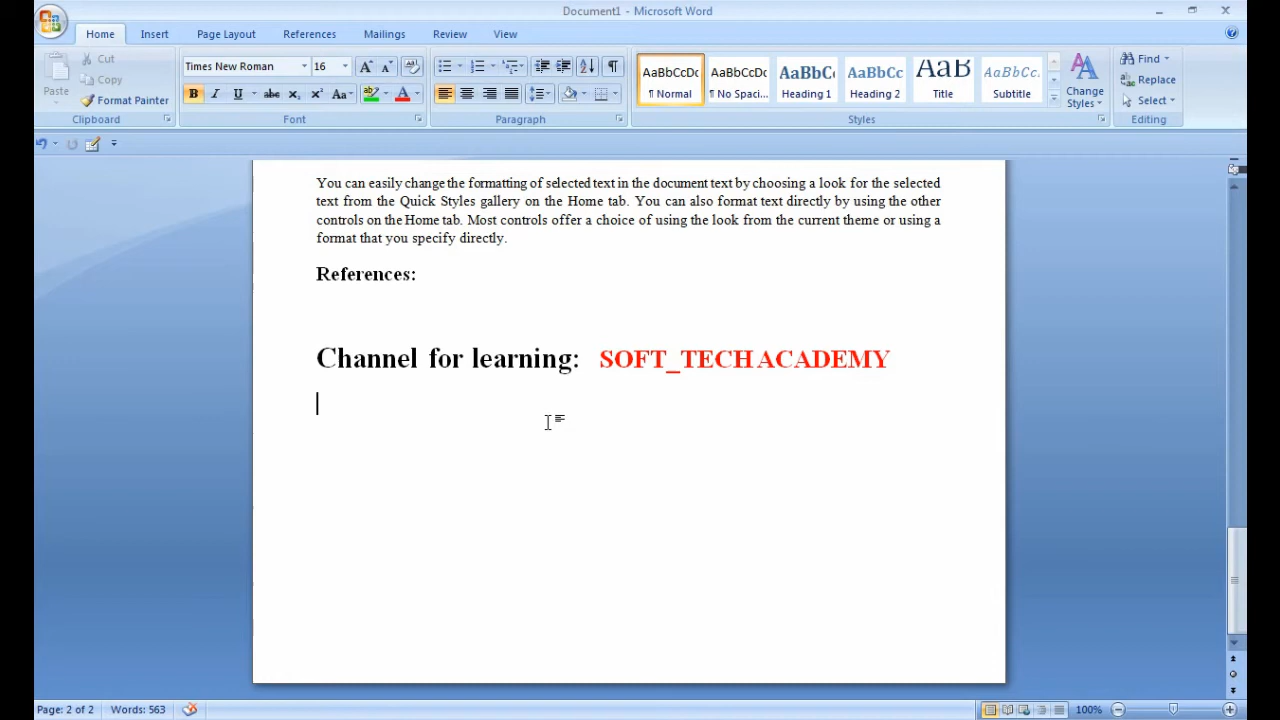 Document1 - Microsoft Word
Home Insert Page Layout References Mailings Review View
Paste
Cut
Copy
Format Painter
Clipboard
Times New Roman 16
B I U abc x₂ x² Aa
Font
Paragraph
AaBbCcDc AaBbCcDc AaBbC AaBbCc AaB AaBbCc.
¶ Normal ¶ No Spaci... Heading 1 Heading 2 Title Subtitle
Change Styles
Styles
Find
Replace
Select
Editing
You can easily change the formatting of selected text in the document text by choosing a look for the selected
text from the Quick Styles gallery on the Home tab. You can also format text directly by using the other
controls on the Home tab. Most controls offer a choice of using the look from the current theme or using a
format that you specify directly.
References:
Channel for learning: SOFT_TECH ACADEMY
Page: 2 of 2 Words: 563 100%